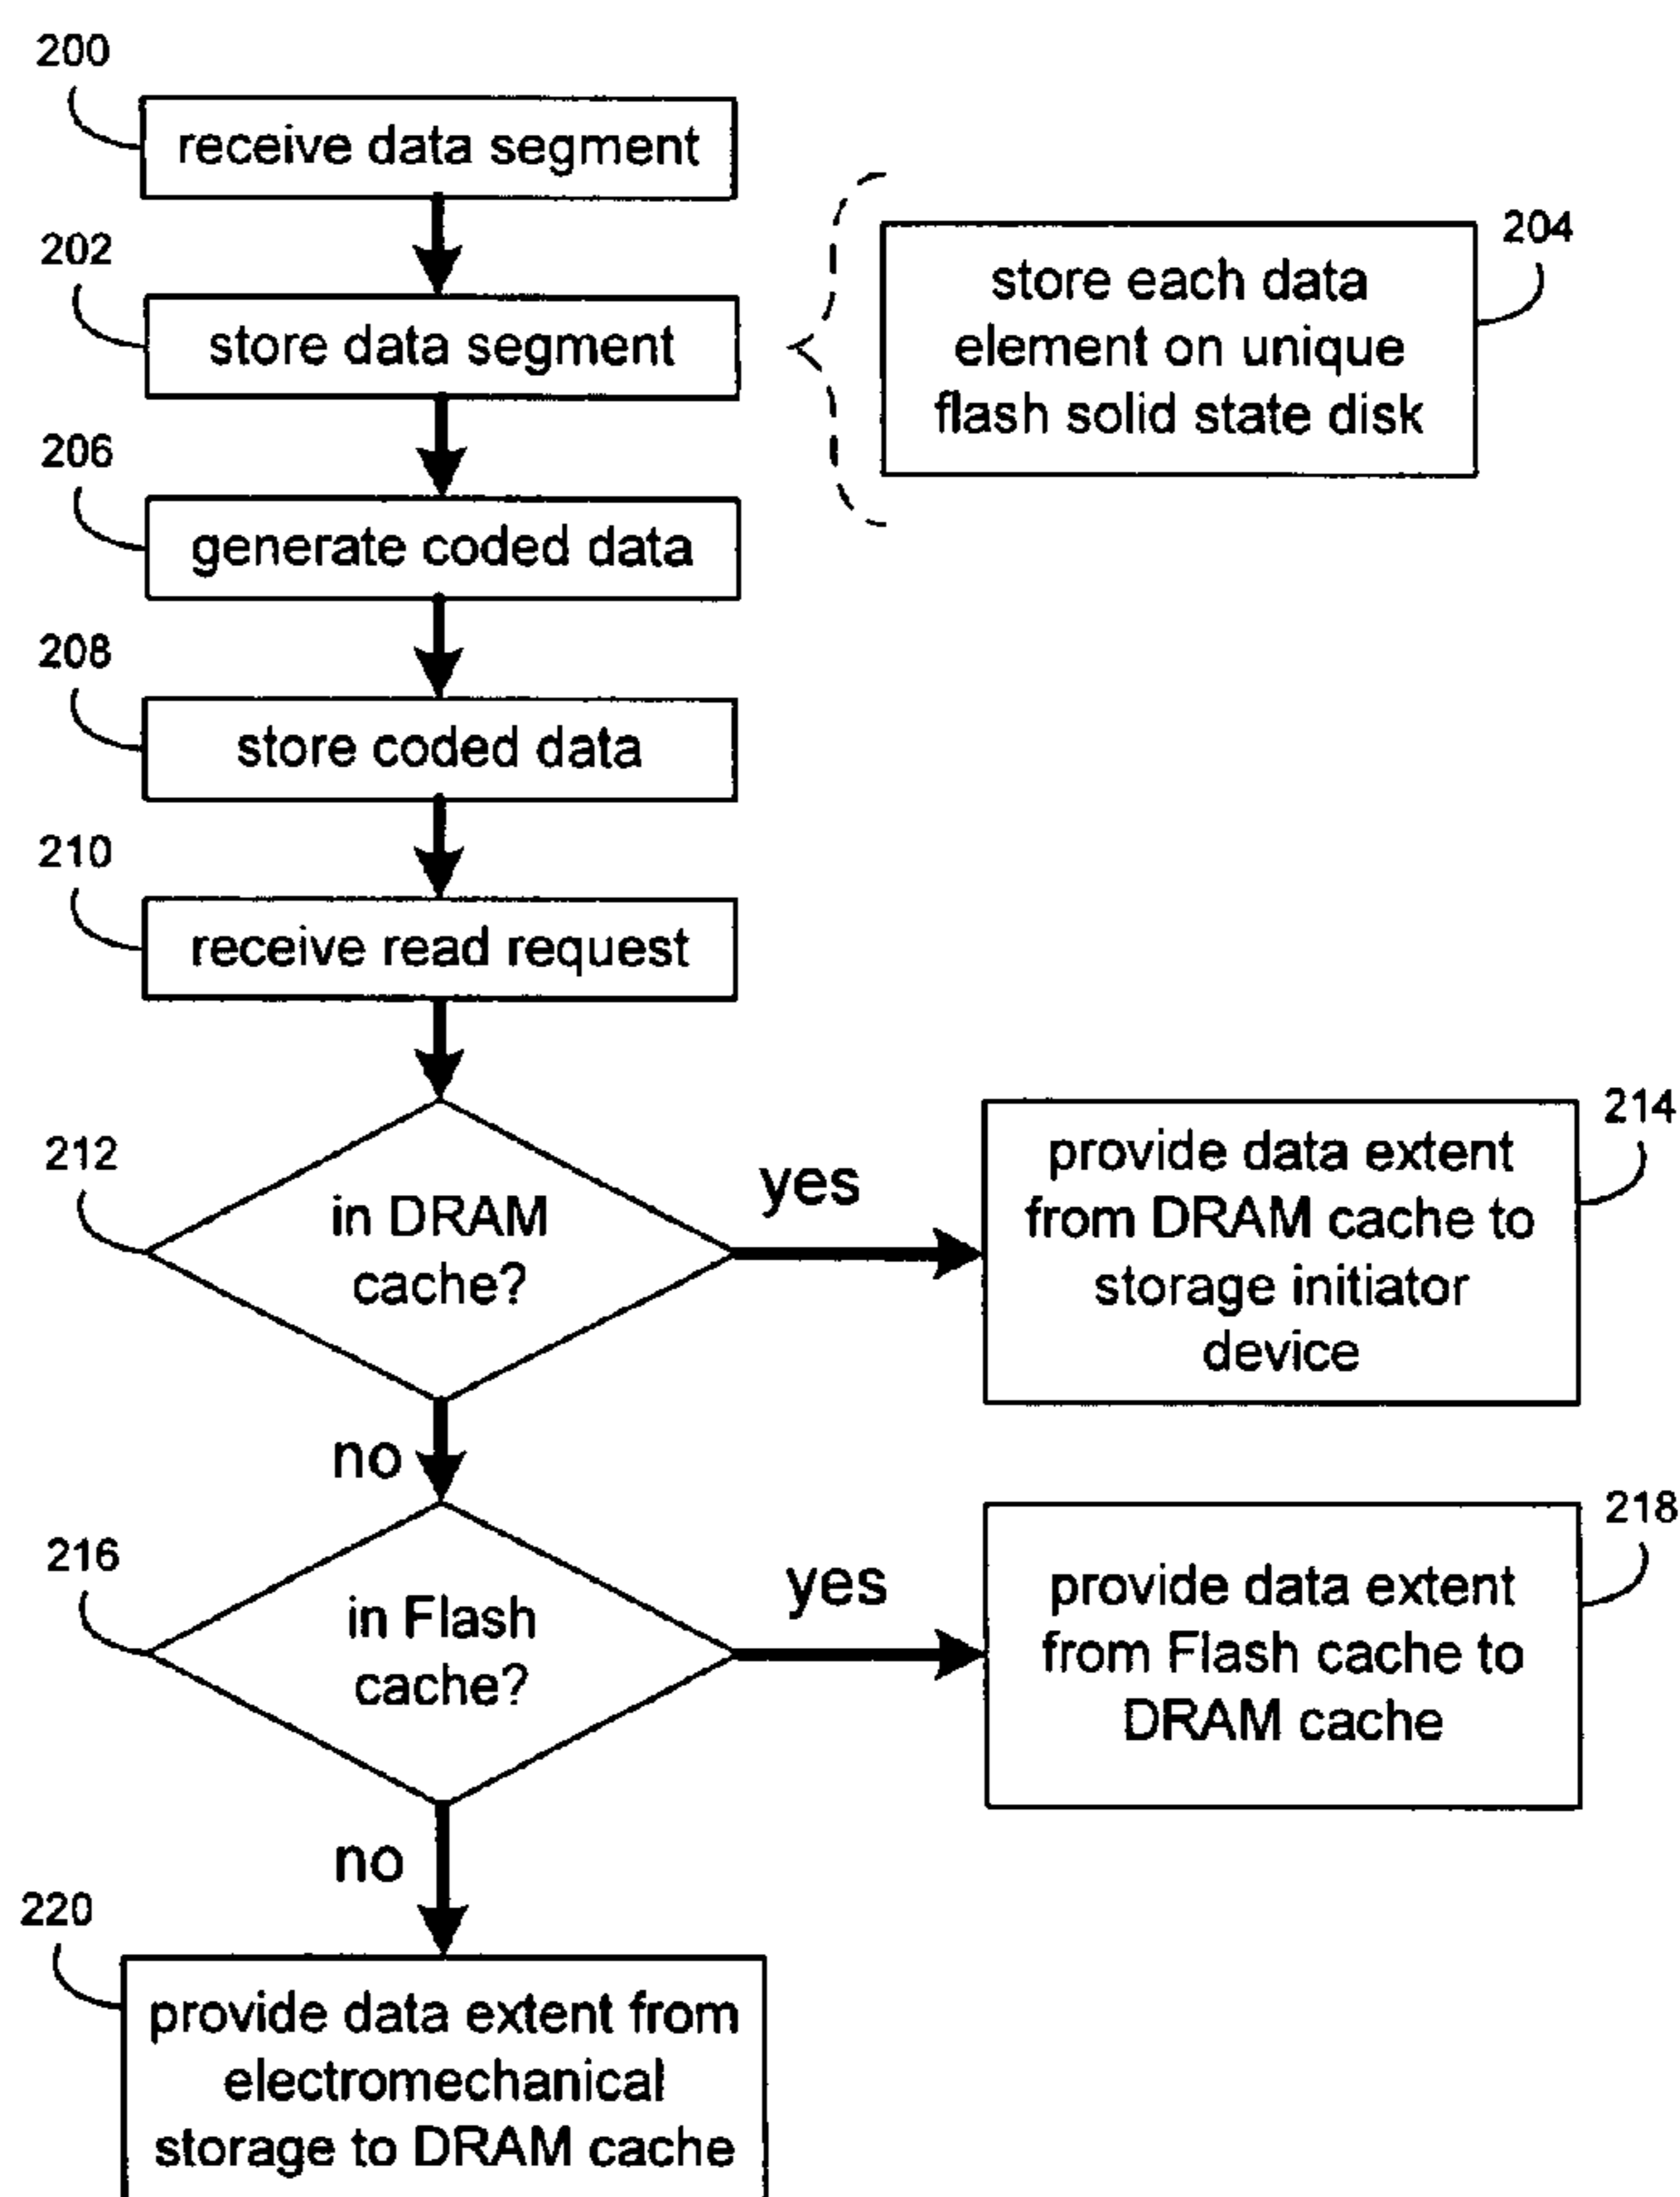 200
receive data segment
202
store data segment
204
store each data
element on unique
flash solid state disk
206
generate coded data
208
store coded data
210
receive read request
212
in DRAM
cache?
yes
214
provide data extent
from DRAM cache to
storage initiator
device
no
216
in Flash
cache?
yes
218
provide data extent
from Flash cache to
DRAM cache
no
220
provide data extent from
electromechanical
storage to DRAM cache